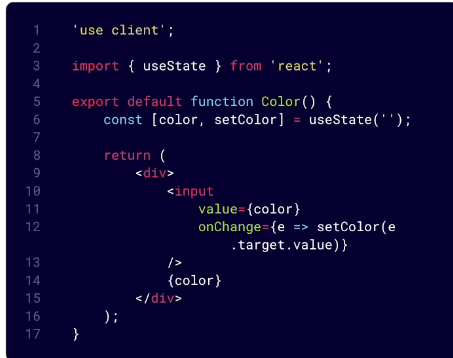 1 'use client';
2
3 import { useState } from 'react';
4
5 export default function Color() {
6 const [color, setColor] = useState('');
7
8 return (
9 <div>
10 <input
11 value={color}
12 onChange={e => setColor(e
.target.value)}
13 />
14 {color}
15 </div>
16 );
17 }